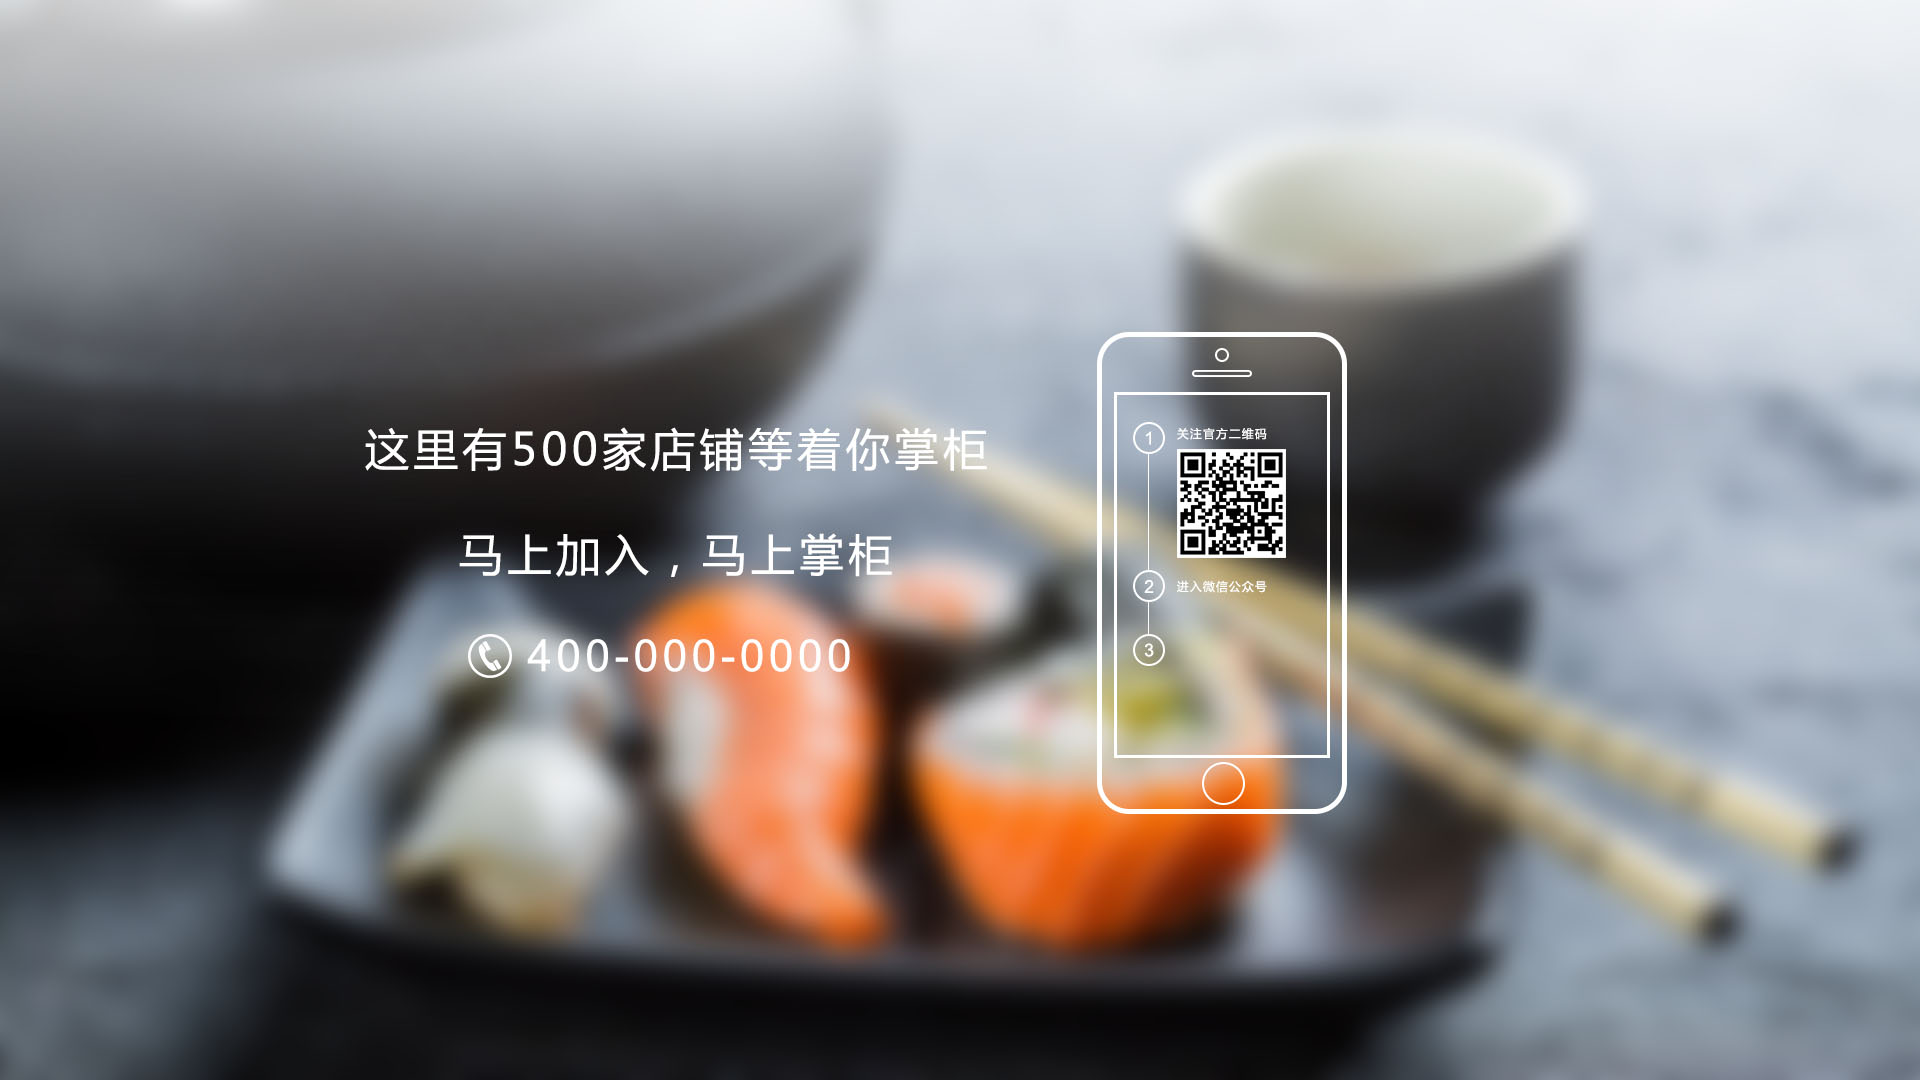 这里有500家店铺等着你掌柜
马上加入，马上掌柜
400-000-0000
1 关注官方二维码
2 进入微信公众号
3